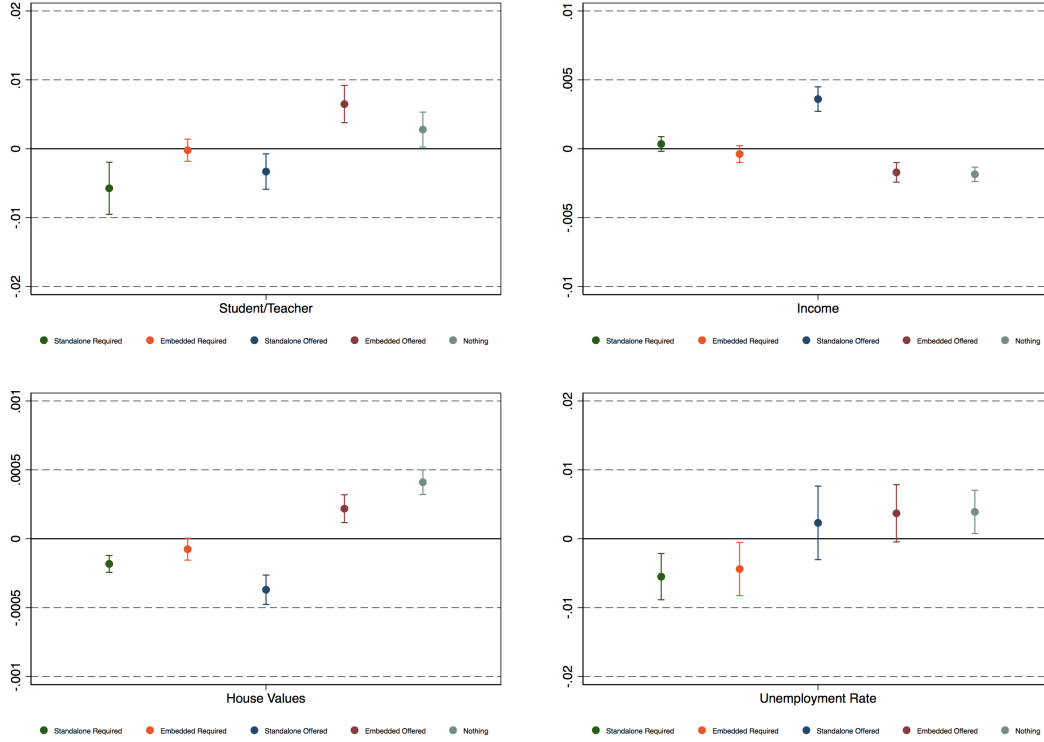 .02
.01
0
-.01
-.02
Student/Teacher
Standalone Required Embedded Required Standalone Offered Embedded Offered Nothing
.01
.005
0
-.005
-.01
Income
Standalone Required Embedded Required Standalone Offered Embedded Offered Nothing
.001
.0005
0
-.0005
-.001
House Values
Standalone Required Embedded Required Standalone Offered Embedded Offered Nothing
.02
.01
0
-.01
-.02
Unemployment Rate
Standalone Required Embedded Required Standalone Offered Embedded Offered Nothing